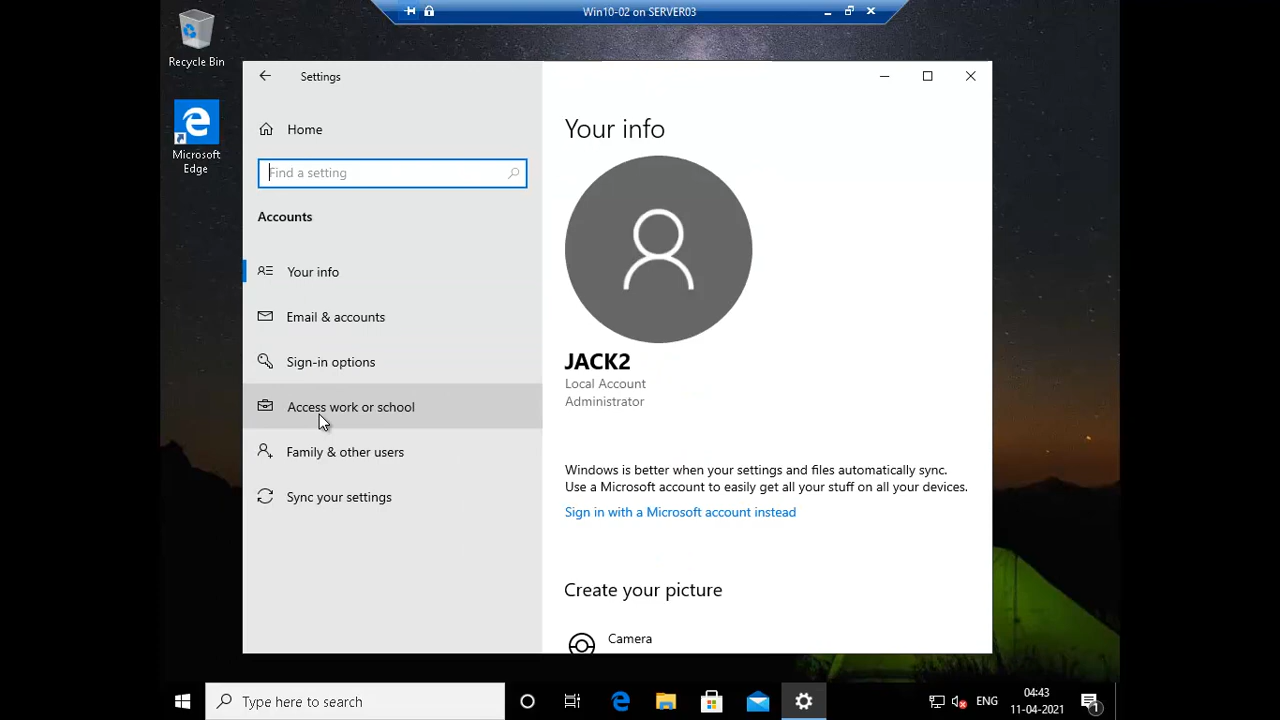 Win10-02 on SERVER03
Recycle Bin
Microsoft
Edge
Settings
Home
Find a setting
Accounts
Your info
Email & accounts
Sign-in options
Access work or school
Family & other users
Sync your settings
Your info
JACK2
Local Account
Administrator
Windows is better when your settings and files automatically sync.
Use a Microsoft account to easily get all your stuff on all your devices.
Sign in with a Microsoft account instead
Create your picture
Camera
Type here to search
ENG
04:43
11-04-2021
1